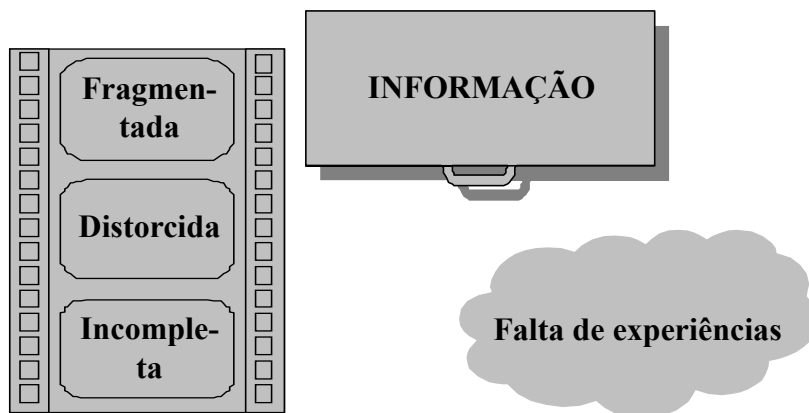 Fragmen-
tada
Distorcida
Incomple-
ta
INFORMAÇÃO
Falta de experiências